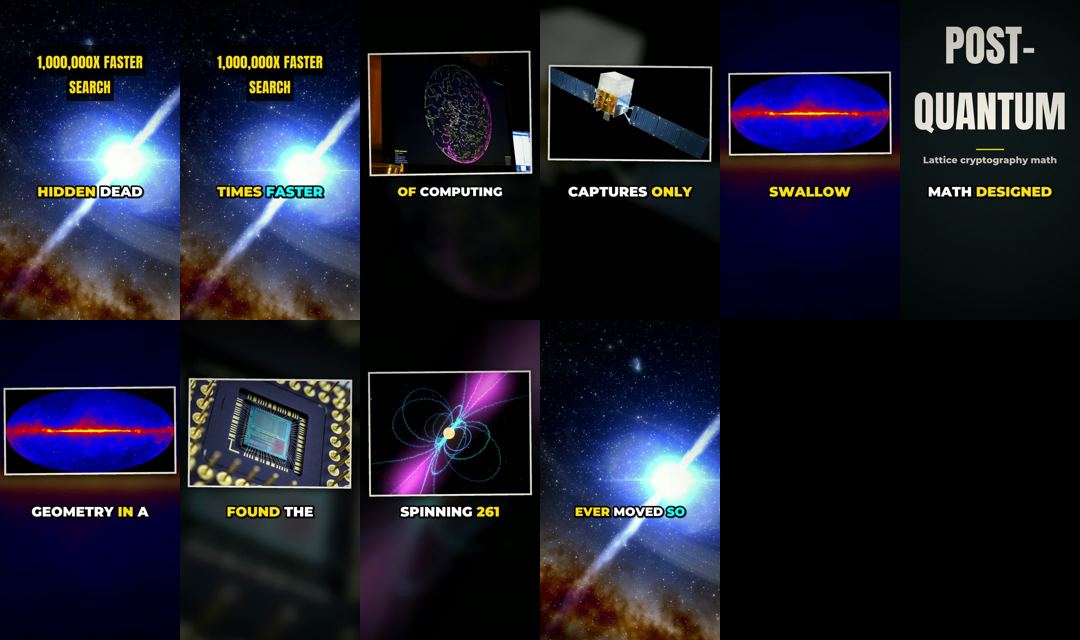 1,000,000X FASTER
SEARCH
HIDDEN DEAD
1,000,000X FASTER
SEARCH
TIMES FASTER
OF COMPUTING
CAPTURES ONLY
SWALLOW
POST-
QUANTUM
Lattice cryptography math
MATH DESIGNED
GEOMETRY IN A
FOUND THE
SPINNING 261
EVER MOVED SO